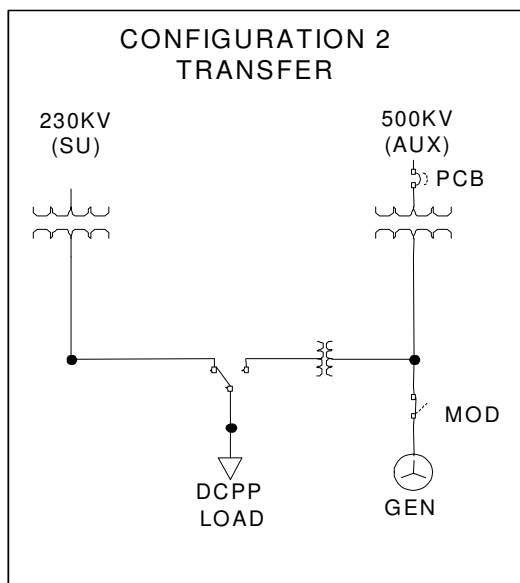 CONFIGURATION 2
TRANSFER
230KV
(SU)
500KV
(AUX)
PCB
MOD
DCPP
LOAD
GEN